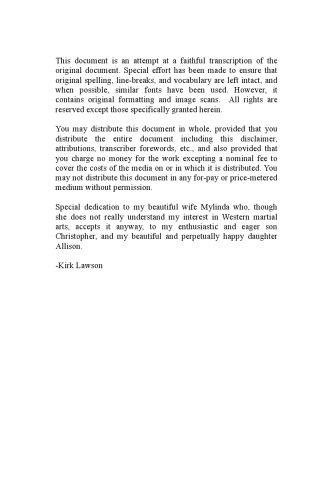 This document is an attempt at a faithful transcription of the
original document. Special effort has been made to ensure that
original spelling, line-breaks, and vocabulary are left intact, and
when possible, similar fonts have been used. However, it
contains original formatting and image scans.  All rights are
reserved except those specifically granted herein.

You may distribute this document in whole, provided that you
distribute the entire document including this disclaimer,
attributions, transcriber forewords, etc., and also provided that
you charge no money for the work excepting a nominal fee to
cover the costs of the media on or in which it is distributed. You
may not distribute this document in any for-pay or price-metered
medium without permission.

Special dedication to my beautiful wife Mylinda who, though
she does not really understand my interest in Western martial
arts, accepts it anyway, to my enthusiastic and eager son
Christopher, and my beautiful and perpetually happy daughter
Allison.

-Kirk Lawson